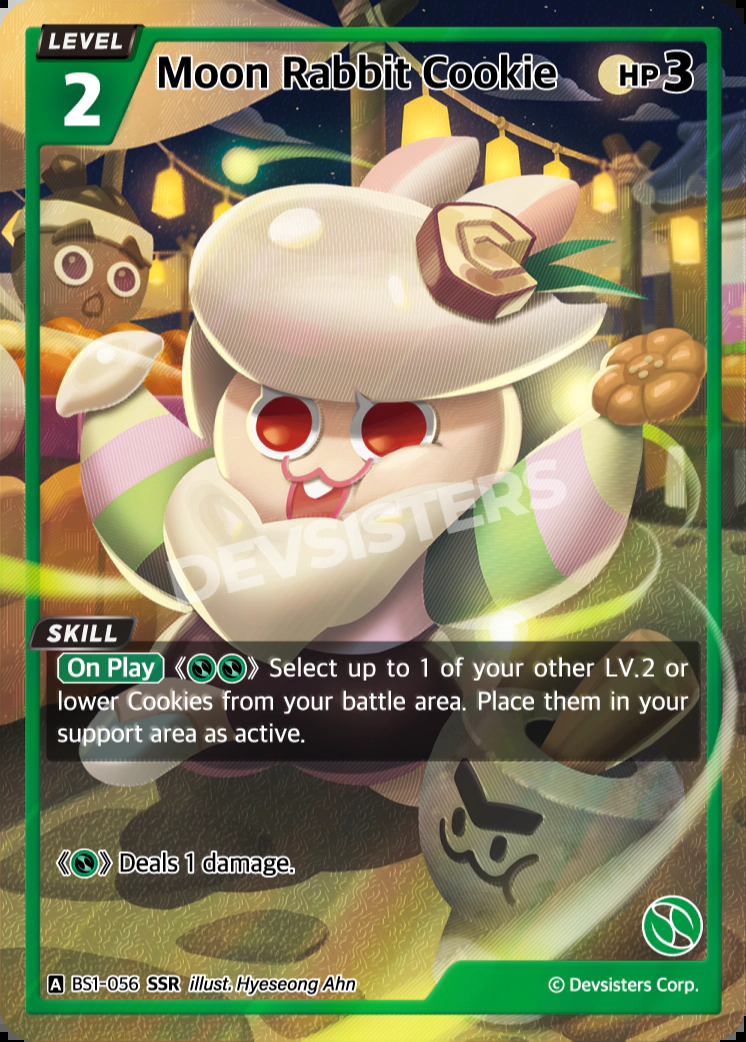 LEVEL
2
Moon Rabbit Cookie
HP 3
DEVSISTERS
SKILL
On Play 《》 Select up to 1 of your other LV.2 or
lower Cookies from your battle area. Place them in your
support area as active.
《》 Deals 1 damage.
A BS1-056 SSR illust. Hyeseong Ahn
© Devsisters Corp.